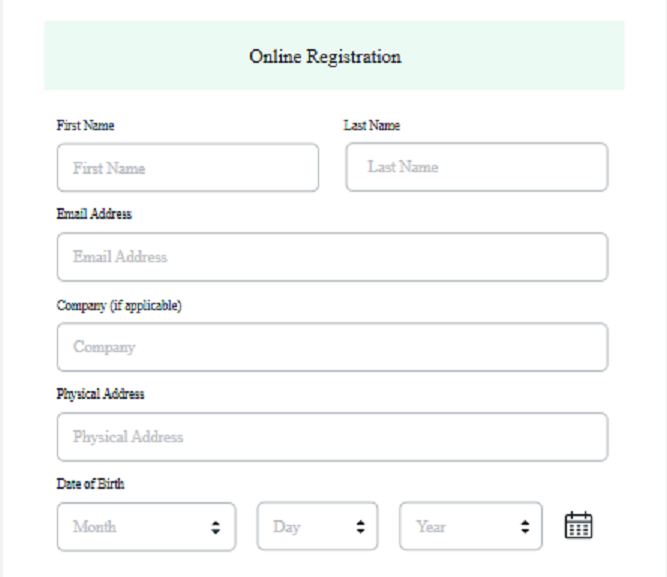 Online Registration
First Name Last Name
First Name Last Name
Email Address
Email Address
Company (if applicable)
Company
Physical Address
Physical Address
Date of Birth
Month Day Year